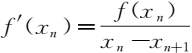 f′(xₙ) = f(xₙ) / (xₙ − xₙ₊₁)